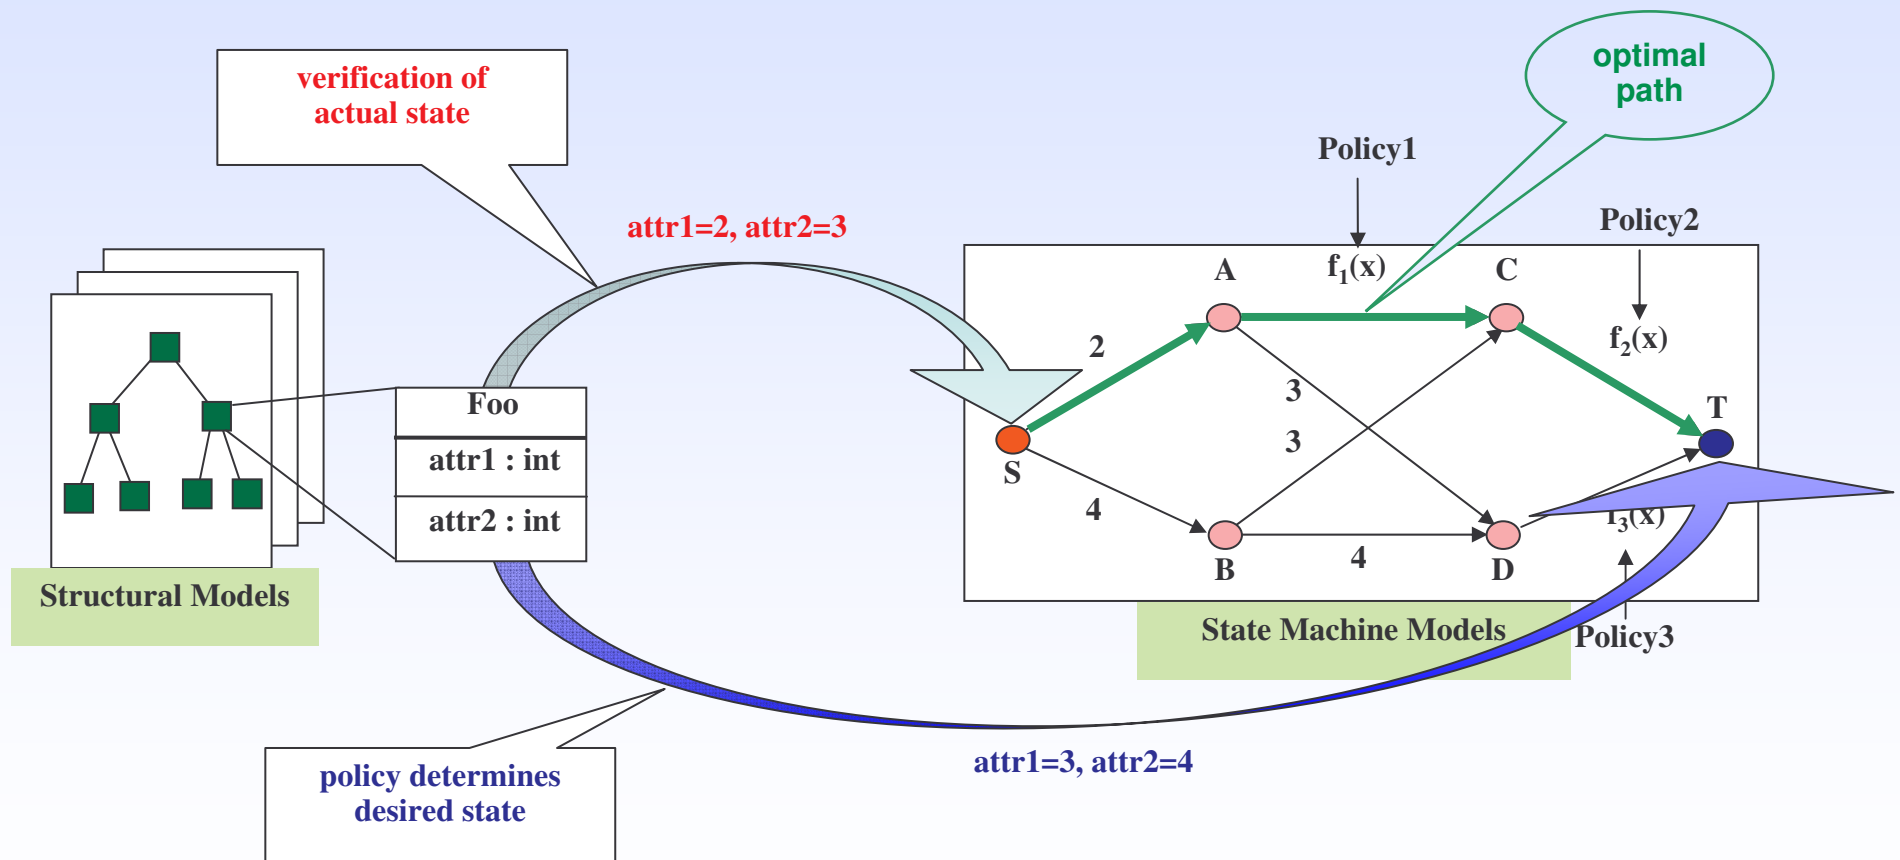 optimal
path
verification of
actual state
Policy1
Policy2
attr1=2, attr2=3
A
f1(x)
C
f2(x)
2
3
Foo
T
attr1 : int
3
S
attr2 : int
4
f3(x)
B
4
D
Structural Models
State Machine Models
Policy3
attr1=3, attr2=4
policy determines
desired state